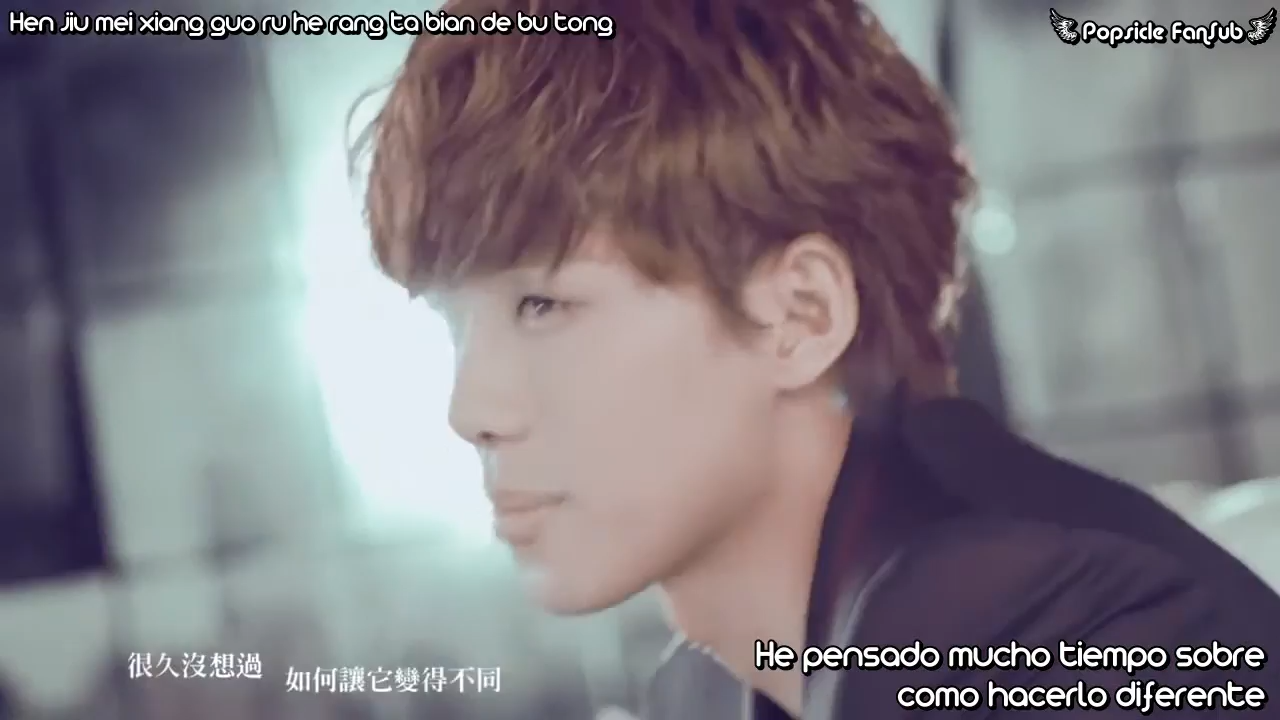 Hen Jiu mei xiang guo ru he rang ta bian de bu tong
Popsicle Fansub
很久沒想過 如何讓它變得不同
He pensado mucho tiempo sobre
como hacerlo diferente